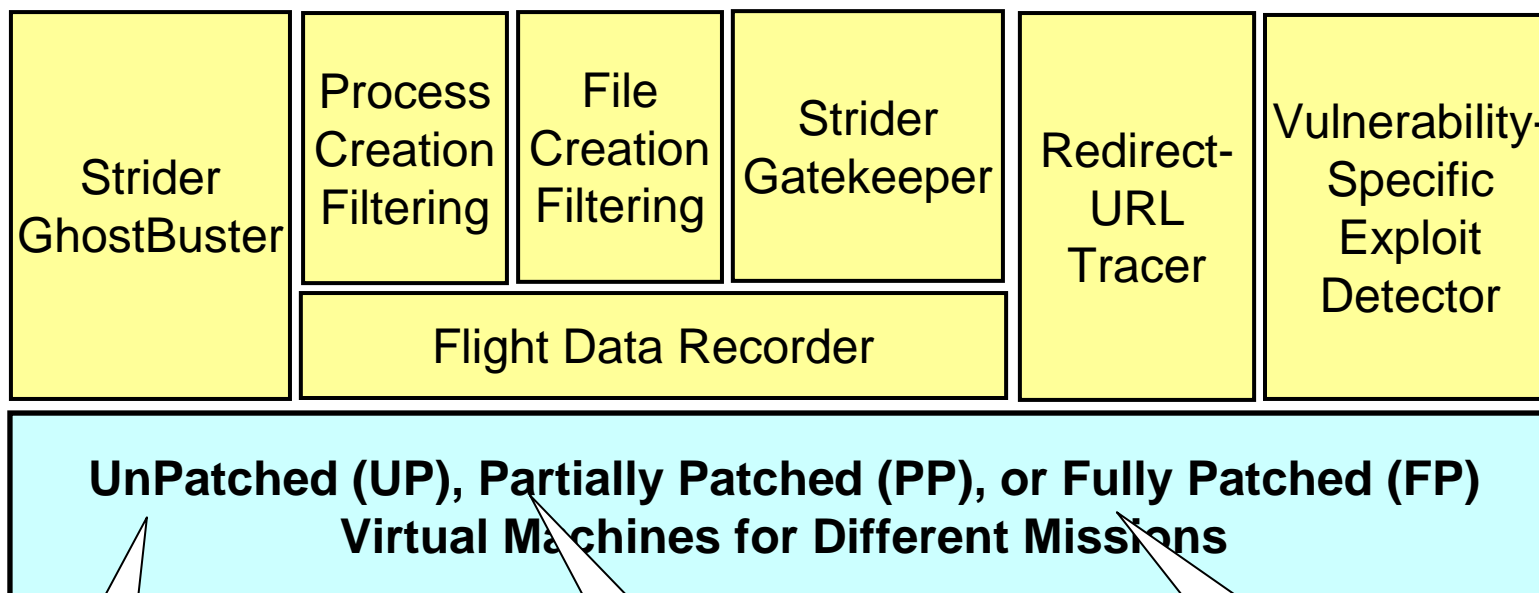 Strider
GhostBuster
Process
Creation
Filtering
File
Creation
Filtering
Strider
Gatekeeper
Flight Data Recorder
Redirect-
URL
Tracer
Vulnerability-
Specific
Exploit
Detector
UnPatched (UP), Partially Patched (PP), or Fully Patched (FP)
Virtual Machines for Different Missions